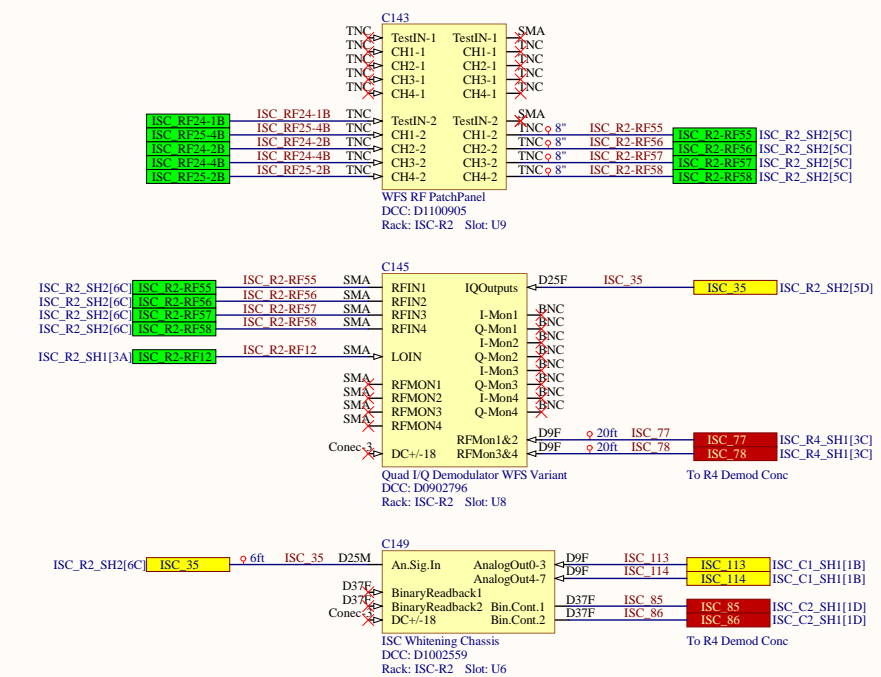 C143
TNC TestIN-1 TestIN-1 SMA
TNC CH1-1 CH1-1 TNC
TNC CH2-1 CH2-1 TNC
TNC CH3-1 CH3-1 TNC
TNC CH4-1 CH4-1 TNC
ISC_RF24-1B ISC_RF24-1B TNC TestIN-2 TestIN-2 SMA
ISC_RF25-4B ISC_RF25-4B TNC CH1-2 CH1-2 TNC 8" ISC_R2-RF55 ISC_R2-RF55 ISC_R2_SH2[5C]
ISC_RF24-2B ISC_RF24-2B TNC CH2-2 CH2-2 TNC 8" ISC_R2-RF56 ISC_R2-RF56 ISC_R2_SH2[5C]
ISC_RF24-4B ISC_RF24-4B TNC CH3-2 CH3-2 TNC 8" ISC_R2-RF57 ISC_R2-RF57 ISC_R2_SH2[5C]
ISC_RF25-2B ISC_RF25-2B TNC CH4-2 CH4-2 TNC 8" ISC_R2-RF58 ISC_R2-RF58 ISC_R2_SH2[5C]
WFS RF PatchPanel
DCC: D1100905
Rack: ISC-R2 Slot: U9
C145
ISC_R2_SH2[6C] ISC_R2-RF55 ISC_R2-RF55 SMA RFIN1 IQOutputs D25F ISC_35 ISC_35 ISC_R2_SH2[5D]
ISC_R2_SH2[6C] ISC_R2-RF56 ISC_R2-RF56 SMA RFIN2
ISC_R2_SH2[6C] ISC_R2-RF57 ISC_R2-RF57 SMA RFIN3 I-Mon1 BNC
ISC_R2_SH2[6C] ISC_R2-RF58 ISC_R2-RF58 SMA RFIN4 Q-Mon1 BNC
I-Mon2 BNC
ISC_R2_SH1[3A] ISC_R2-RF12 ISC_R2-RF12 SMA LOIN Q-Mon2 BNC
I-Mon3 BNC
SMA RFMON1 Q-Mon3 BNC
SMA RFMON2 I-Mon4 BNC
SMA RFMON3 Q-Mon4 BNC
SMA RFMON4
RFMon1&2 D9F 20ft ISC_77 ISC_77 ISC_R4_SH1[3C]
Conec-3 DC+/-18 RFMon3&4 D9F 20ft ISC_78 ISC_78 ISC_R4_SH1[3C]
Quad I/Q Demodulator WFS Variant To R4 Demod Conc
DCC: D0902796
Rack: ISC-R2 Slot: U8
C149
ISC_R2_SH2[6C] ISC_35 6ft ISC_35 D25M An.Sig.In AnalogOut0-3 D9F ISC_113 ISC_113 ISC_C1_SH1[1B]
AnalogOut4-7 D9F ISC_114 ISC_114 ISC_C1_SH1[1B]
D37F BinaryReadback1
D37F BinaryReadback2 Bin.Cont.1 D37F ISC_85 ISC_85 ISC_C2_SH1[1D]
Conec-3 DC+/-18 Bin.Cont.2 D37F ISC_86 ISC_86 ISC_C2_SH1[1D]
ISC Whitening Chassis To R4 Demod Conc
DCC: D1002559
Rack: ISC-R2 Slot: U6